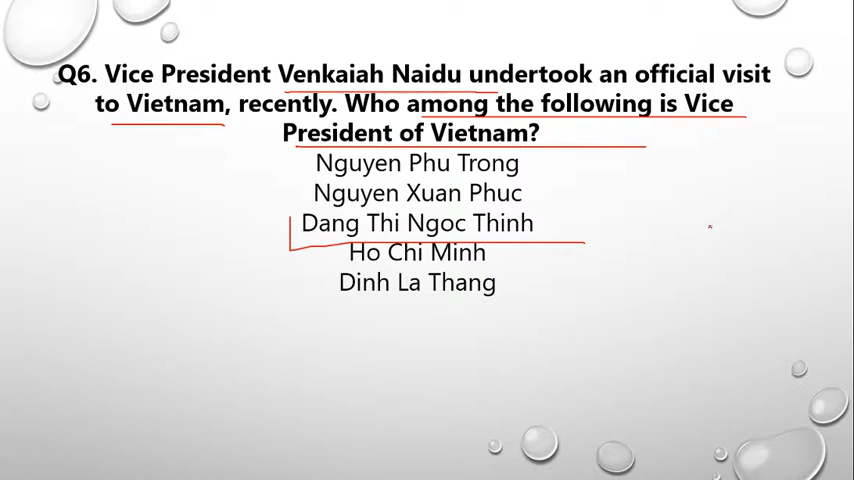 Q6. Vice President Venkaiah Naidu undertook an official visit
to Vietnam, recently. Who among the following is Vice
President of Vietnam?
Nguyen Phu Trong
Nguyen Xuan Phuc
Dang Thi Ngoc Thinh
Ho Chi Minh
Dinh La Thang